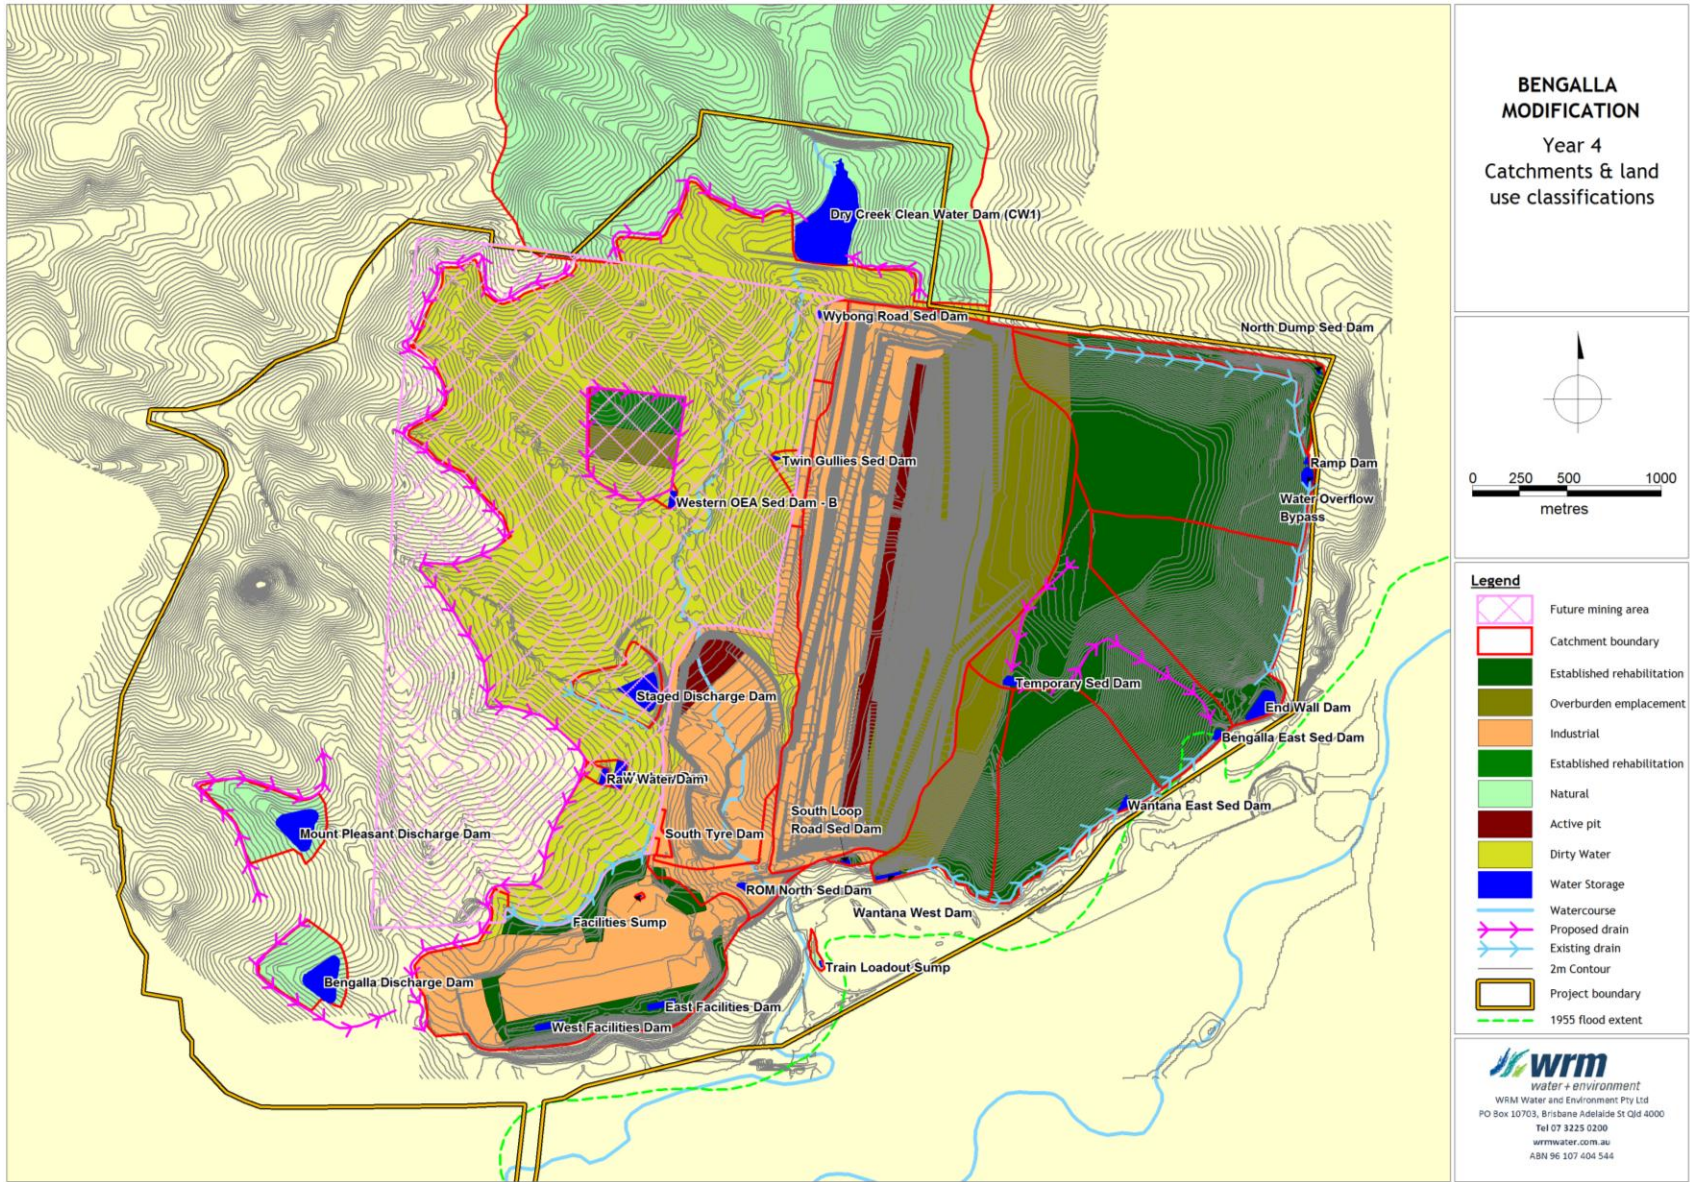 BENGALLA
MODIFICATION
Year 4
Catchments & land
use classifications
0 250 500 1000
metres
Legend
Future mining area
Catchment boundary
Established rehabilitation
Overburden emplacement
Industrial
Established rehabilitation
Natural
Active pit
Dirty Water
Water Storage
Watercourse
Proposed drain
Existing drain
2m Contour
Project boundary
1955 flood extent
wrm
water + environment
WRM Water and Environment Pty Ltd
PO Box 10703, Brisbane Adelaide St Qld 4000
Tel 07 3225 0200
wrmwater.com.au
ABN 96 107 404 544
Dry Creek Clean Water Dam (CW1)
Wybong Road Sed Dam
North Dump Sed Dam
Twin Gullies Sed Dam
Ramp Dam
Western OEA Sed Dam - B
Water Overflow
Bypass
Temporary Sed Dam
Staged Discharge Dam
End Wall Dam
Bengalla East Sed Dam
Raw Water Dam
Wantana East Sed Dam
South Loop
Road Sed Dam
Mount Pleasant Discharge Dam
South Tyre Dam
ROM North Sed Dam
Wantana West Dam
Facilities Sump
Train Loadout Sump
Bengalla Discharge Dam
East Facilities Dam
West Facilities Dam